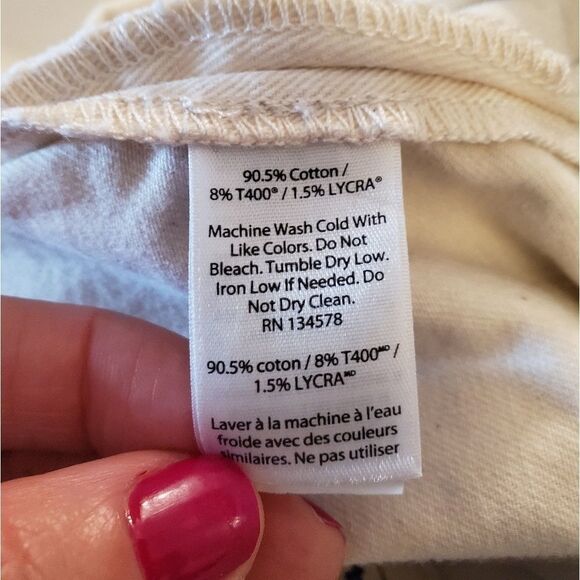 90.5% Cotton /
8% T400® / 1.5% LYCRA®
Machine Wash Cold With
Like Colors. Do Not
Bleach. Tumble Dry Low.
Iron Low If Needed. Do
Not Dry Clean.
RN 134578
90.5% coton / 8% T400ᴹᴰ /
1.5% LYCRAᴹᴰ
Laver à la machine à l'eau
froide avec des couleurs
similaires. Ne pas utiliser